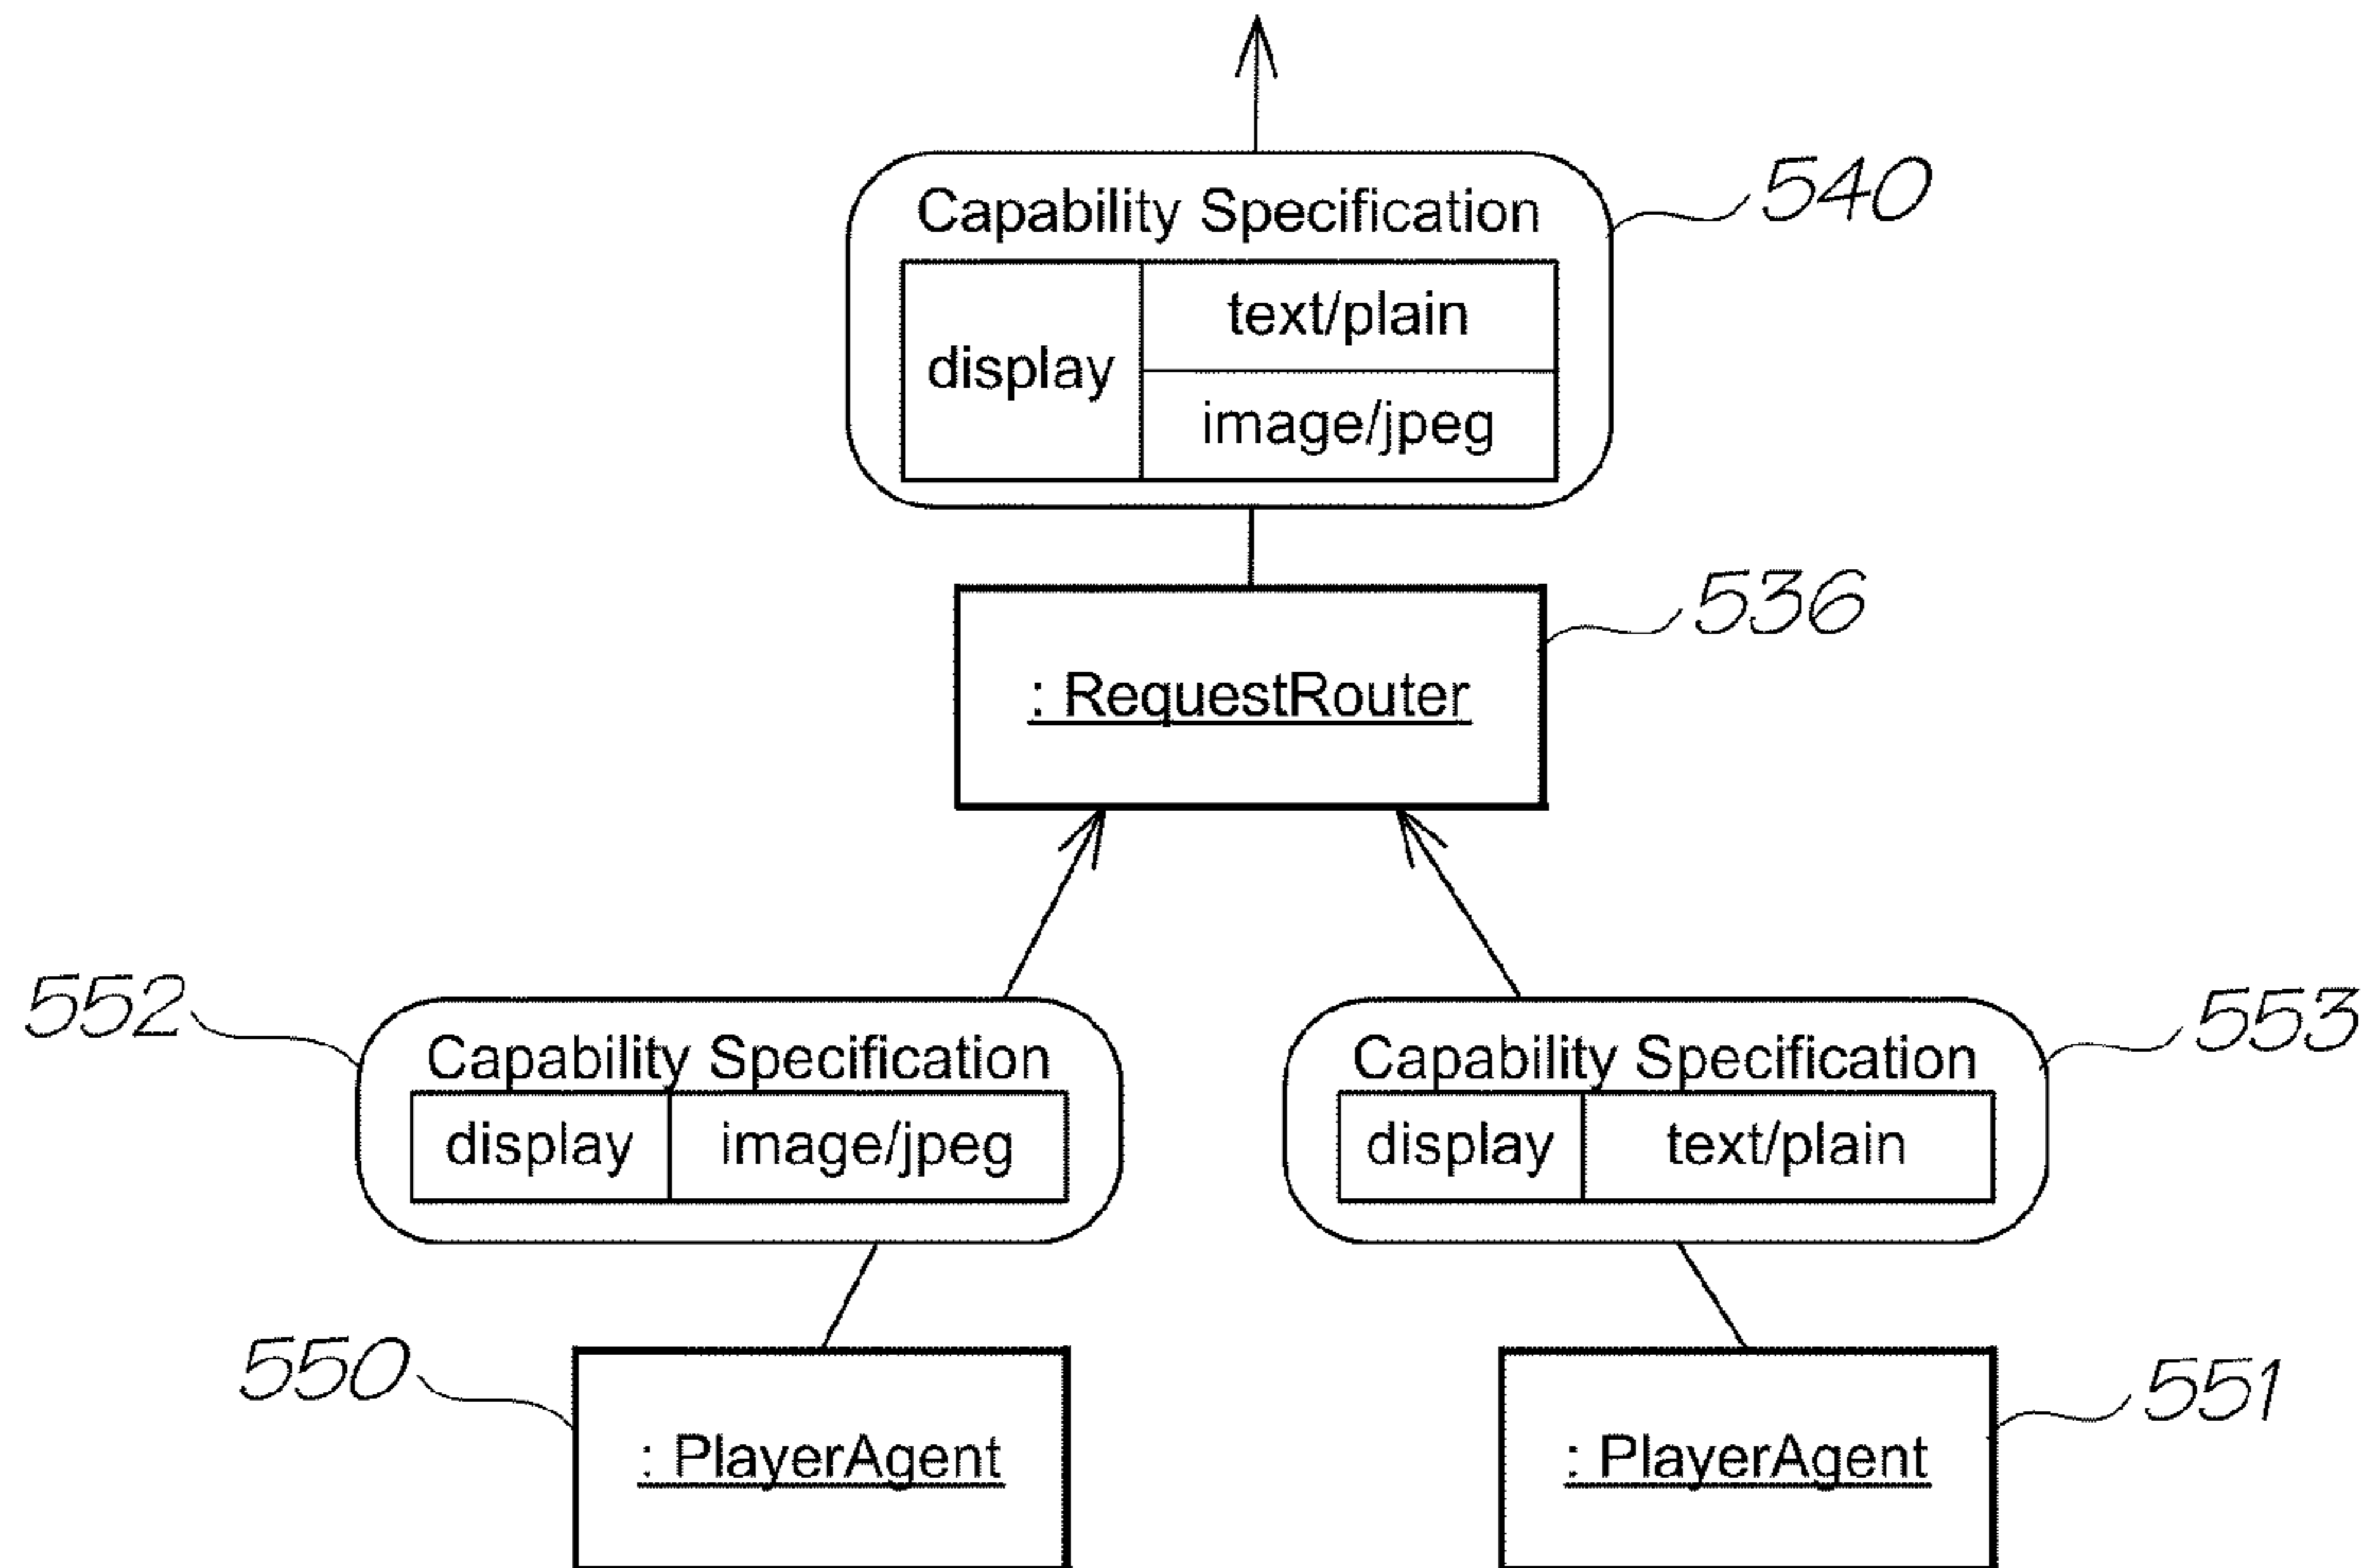 Capability Specification
540
display
text/plain
image/jpeg
536
: RequestRouter
552
Capability Specification
display image/jpeg
553
Capability Specification
display text/plain
550
: PlayerAgent
551
: PlayerAgent